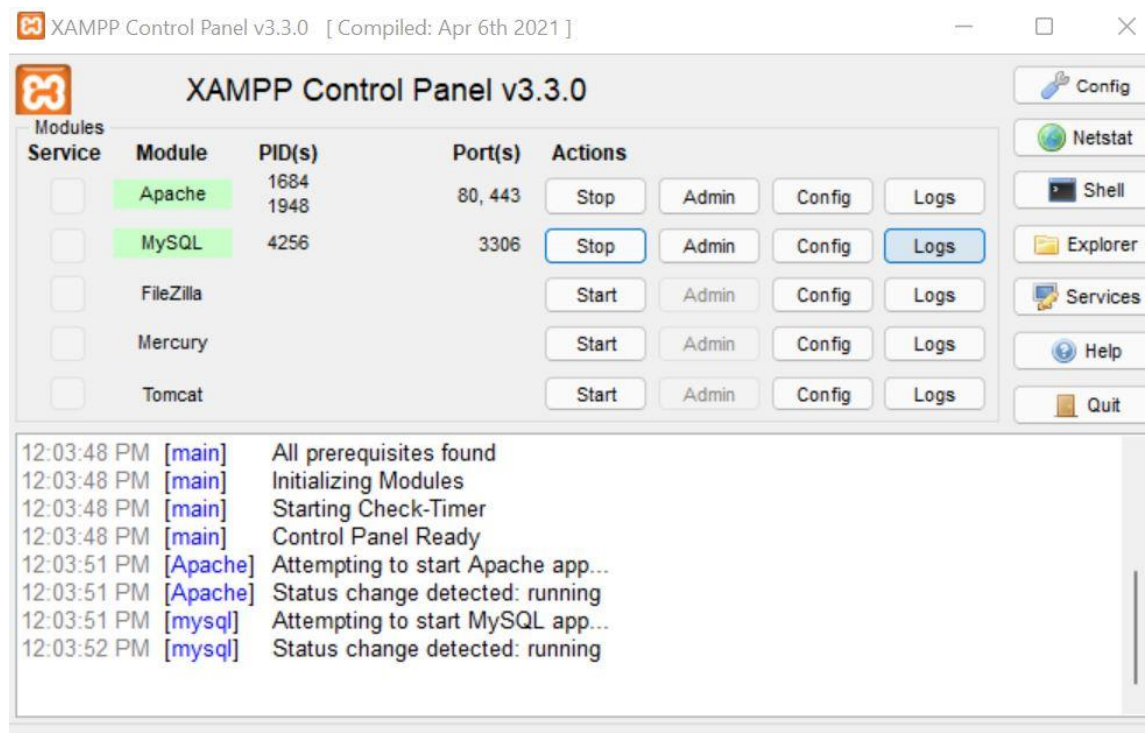 XAMPP Control Panel v3.3.0 [ Compiled: Apr 6th 2021 ]
XAMPP Control Panel v3.3.0
Config
Modules
Netstat
Service Module PID(s) Port(s) Actions
Apache 1684 1948 80, 443 Stop Admin Config Logs
Shell
MySQL 4256 3306 Stop Admin Config Logs
Explorer
FileZilla Start Admin Config Logs
Services
Mercury Start Admin Config Logs
Help
Tomcat Start Admin Config Logs
Quit
12:03:48 PM [main] All prerequisites found
12:03:48 PM [main] Initializing Modules
12:03:48 PM [main] Starting Check-Timer
12:03:48 PM [main] Control Panel Ready
12:03:51 PM [Apache] Attempting to start Apache app...
12:03:51 PM [Apache] Status change detected: running
12:03:51 PM [mysql] Attempting to start MySQL app...
12:03:52 PM [mysql] Status change detected: running